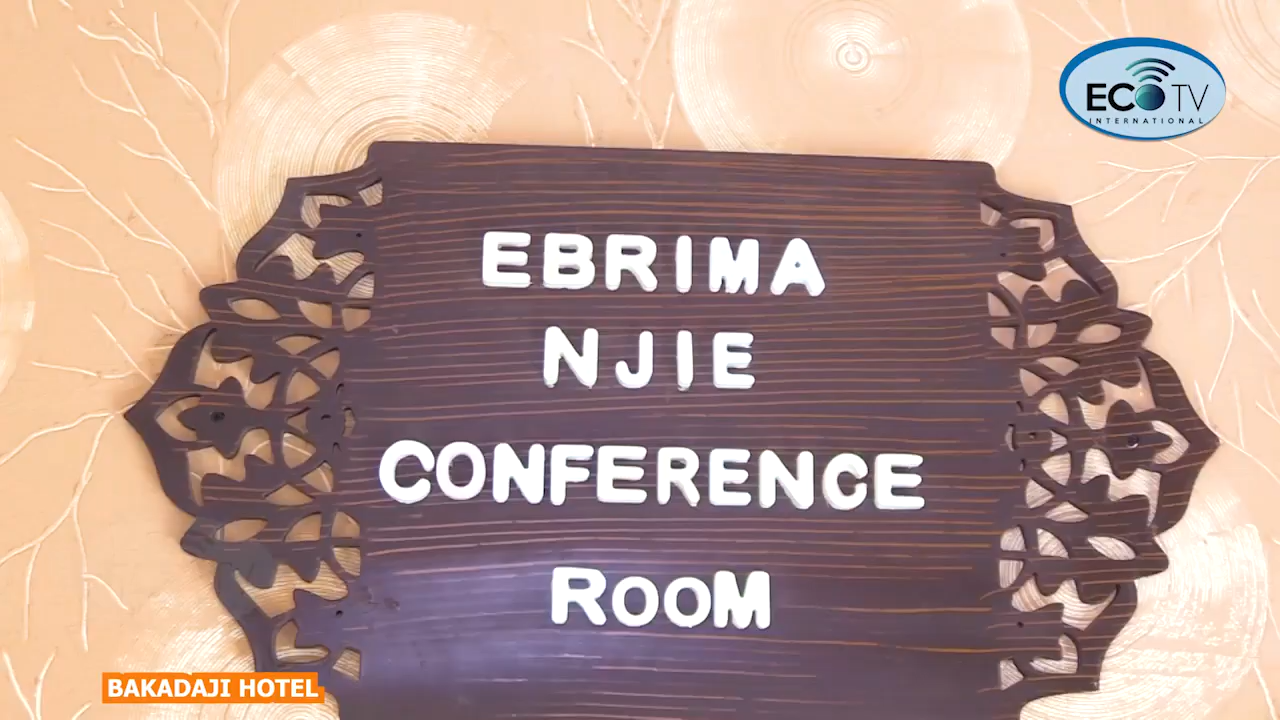 ECOTV
INTERNATIONAL
EBRIMA
NJIE
CONFERENCE
ROOM
BAKADAJI HOTEL